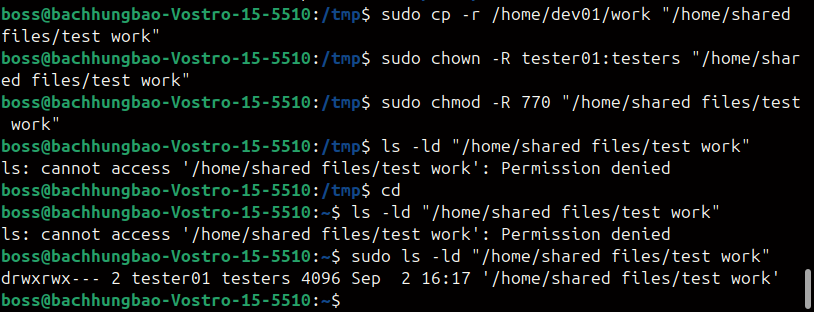 boss@bachhungbao-Vostro-15-5510:/tmp$ sudo cp -r /home/dev01/work "/home/shared
files/test work"
boss@bachhungbao-Vostro-15-5510:/tmp$ sudo chown -R tester01:testers "/home/shar
ed files/test work"
boss@bachhungbao-Vostro-15-5510:/tmp$ sudo chmod -R 770 "/home/shared files/test
 work"
boss@bachhungbao-Vostro-15-5510:/tmp$ ls -ld "/home/shared files/test work"
ls: cannot access '/home/shared files/test work': Permission denied
boss@bachhungbao-Vostro-15-5510:/tmp$ cd
boss@bachhungbao-Vostro-15-5510:~$ ls -ld "/home/shared files/test work"
ls: cannot access '/home/shared files/test work': Permission denied
boss@bachhungbao-Vostro-15-5510:~$ sudo ls -ld "/home/shared files/test work"
drwxrwx--- 2 tester01 testers 4096 Sep  2 16:17 '/home/shared files/test work'
boss@bachhungbao-Vostro-15-5510:~$